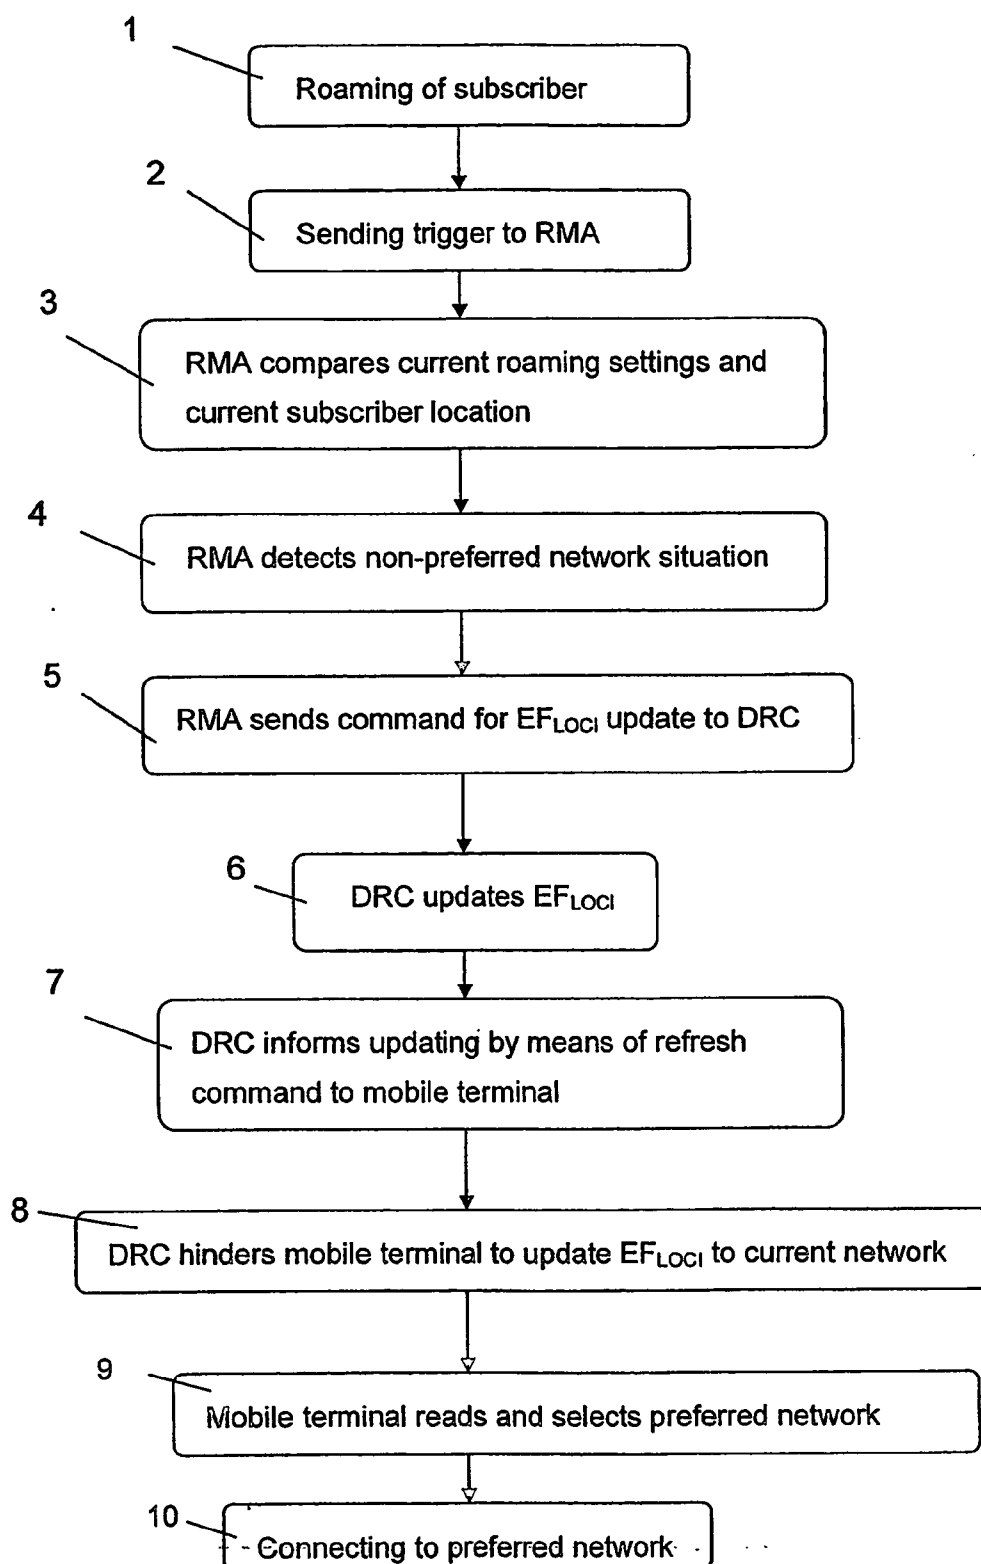 1
Roaming of subscriber
2
Sending trigger to RMA
3
RMA compares current roaming settings and
current subscriber location
4
RMA detects non-preferred network situation
5
RMA sends command for EFLOCI update to DRC
6
DRC updates EFLOCI
7
DRC informs updating by means of refresh
command to mobile terminal
8
DRC hinders mobile terminal to update EFLOCI to current network
9
Mobile terminal reads and selects preferred network
10
Connecting to preferred network